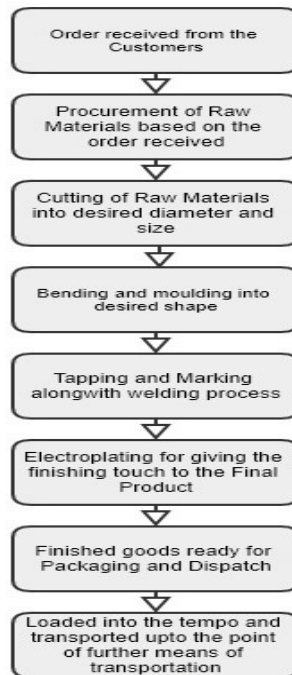 Order received from the
Customers
Procurement of Raw
Materials based on the
order received
Cutting of Raw Materials
into desired diameter and
size
Bending and moulding into
desired shape
Tapping and Marking
alongwith welding process
Electroplating for giving the
finishing touch to the Final
Product
Finished goods ready for
Packaging and Dispatch
Loaded into the tempo and
transported upto the point
of further means of
transportation